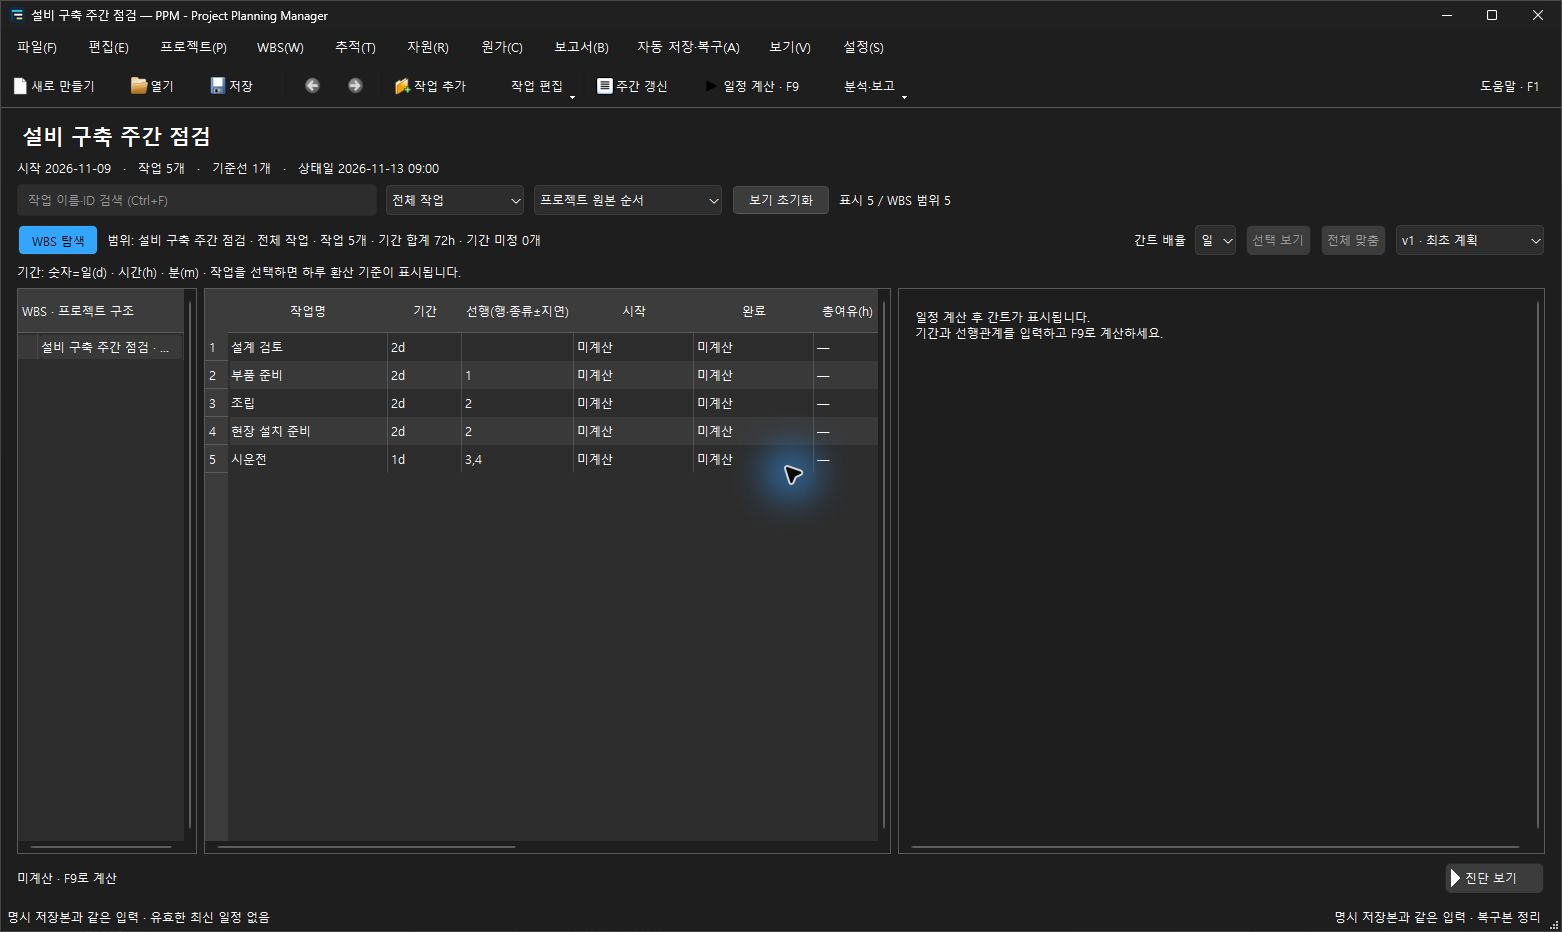 설비 구축 주간 점검 — PPM - Project Planning Manager
파일(F) 편집(E) 프로젝트(P) WBS(W) 추적(T) 자원(R) 원가(C) 보고서(B) 자동 저장·복구(A) 보기(V) 설정(S)
새로 만들기 열기 저장 작업 추가 작업 편집 주간 갱신 일정 계산 · F9 분석·보고 도움말 · F1
설비 구축 주간 점검
시작 2026-11-09 · 작업 5개 · 기준선 1개 · 상태일 2026-11-13 09:00
작업 이름·ID 검색 (Ctrl+F) 전체 작업 프로젝트 원본 순서 보기 초기화 표시 5 / WBS 범위 5
WBS 탐색 범위: 설비 구축 주간 점검 · 전체 작업 · 작업 5개 · 기간 합계 72h · 기간 미정 0개 간트 배율 일 선택 보기 전체 맞춤 v1 · 최초 계획
기간: 숫자=일(d) · 시간(h) · 분(m) · 작업을 선택하면 하루 환산 기준이 표시됩니다.
WBS · 프로젝트 구조
설비 구축 주간 점검 · ...
작업명 기간 선행(행·종류±지연) 시작 완료 총여유(h)
1 설계 검토 2d 미계산 미계산 —
2 부품 준비 2d 1 미계산 미계산 —
3 조립 2d 2 미계산 미계산 —
4 현장 설치 준비 2d 2 미계산 미계산 —
5 시운전 1d 3,4 미계산 미계산 —
일정 계산 후 간트가 표시됩니다.
기간과 선행관계를 입력하고 F9로 계산하세요.
미계산 · F9로 계산 진단 보기
명시 저장본과 같은 입력 · 유효한 최신 일정 없음 명시 저장본과 같은 입력 · 복구본 정리